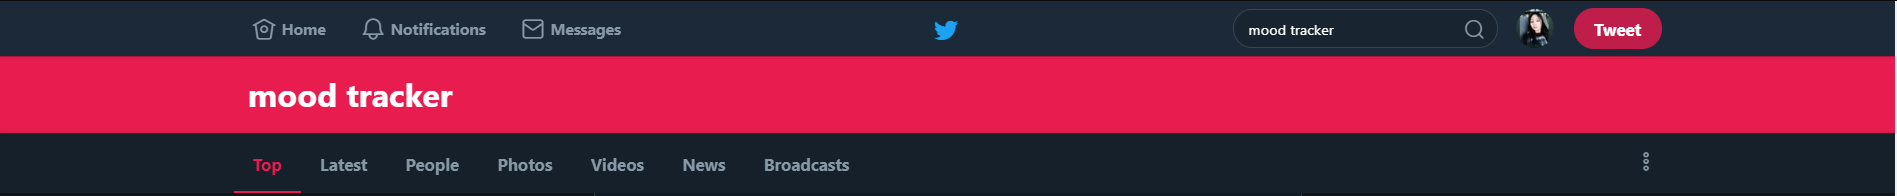 Home Notifications Messages mood tracker Tweet
mood tracker
Top Latest People Photos Videos News Broadcasts